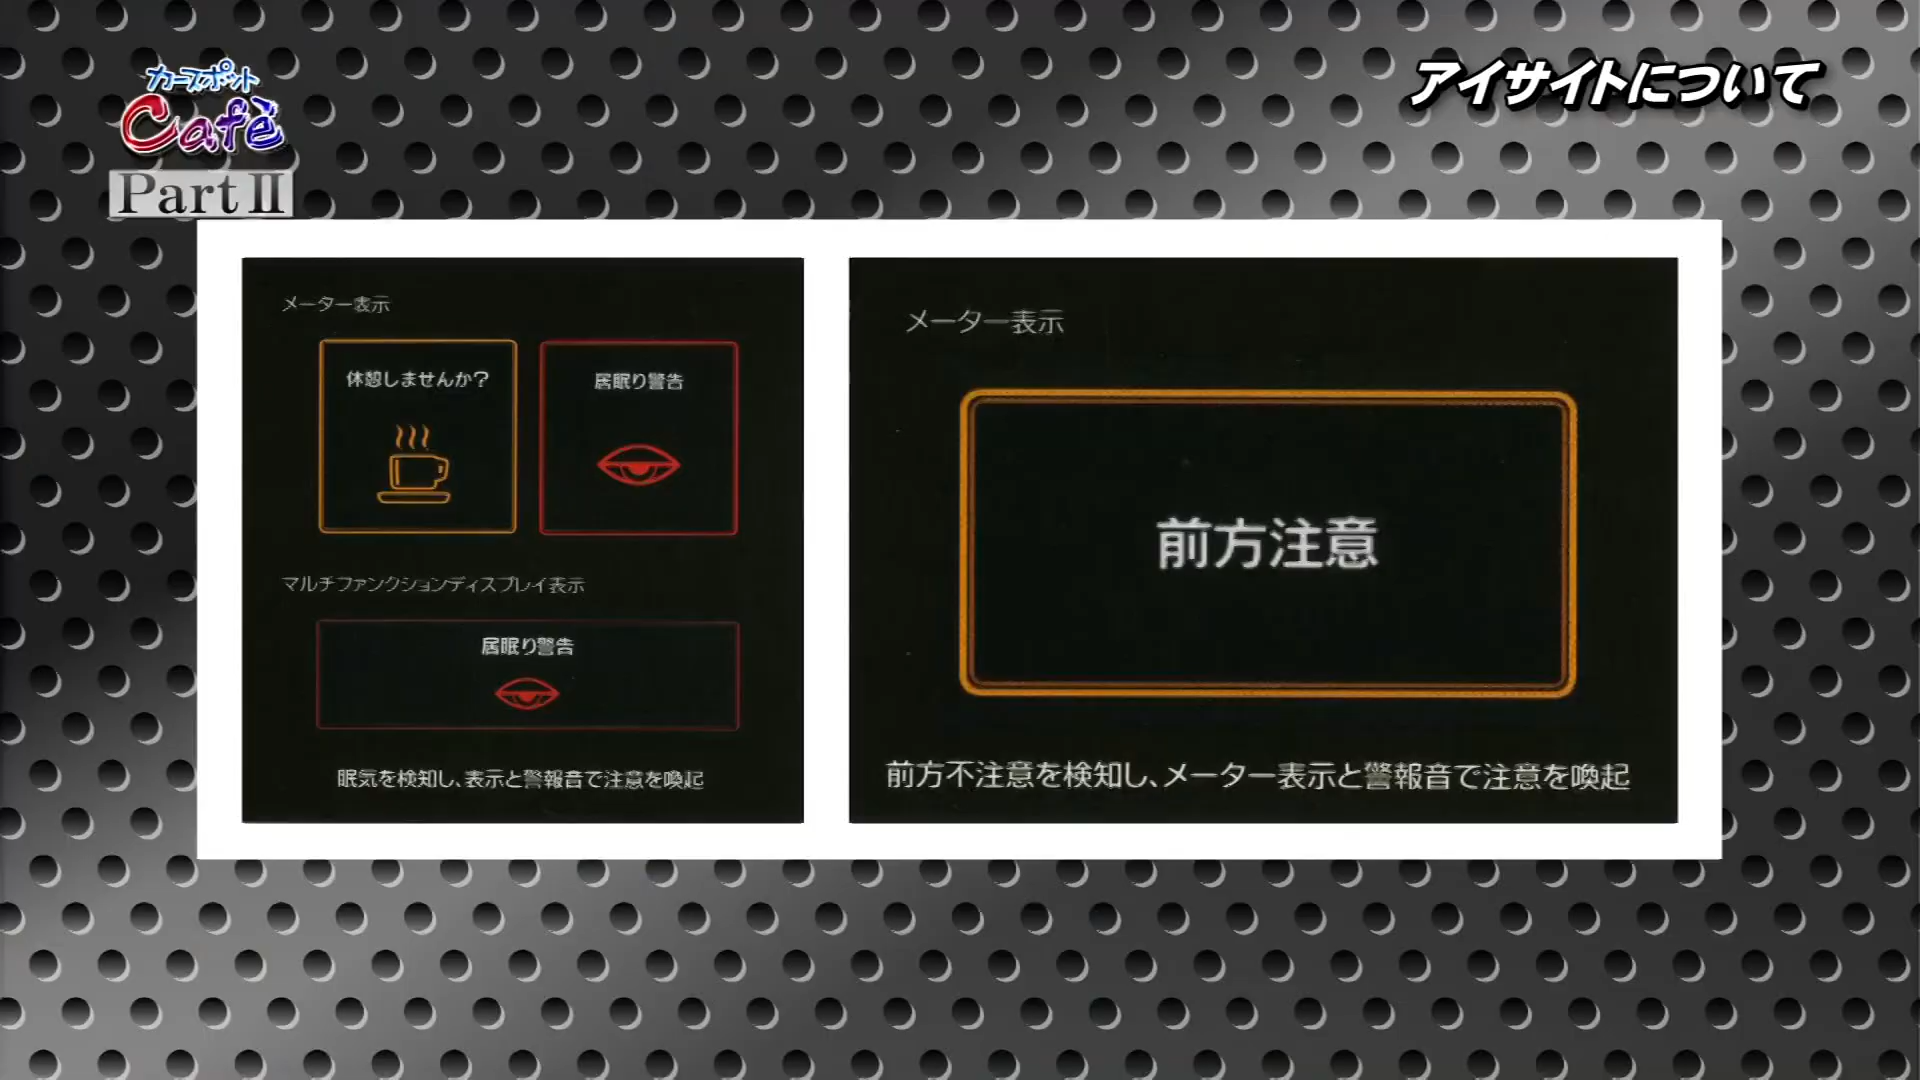 カースポット
Cafè
Part II
アイサイトについて
メーター表示
休憩しませんか?
居眠り警告
マルチファンクションディスプレイ表示
居眠り警告
眠気を検知し、表示と警報音で注意を喚起
メーター表示
前方注意
前方不注意を検知し、メーター表示と警報音で注意を喚起